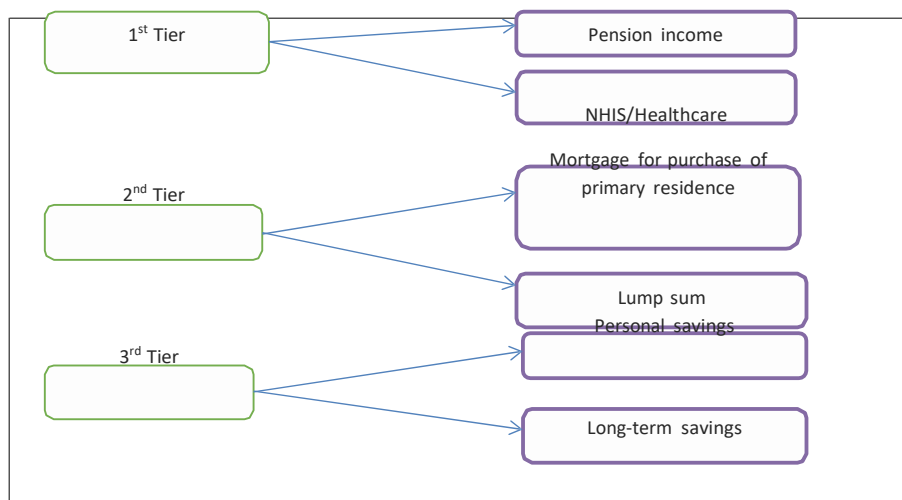 1st Tier
Pension income
NHIS/Healthcare
Mortgage for purchase of
primary residence
2nd Tier
Lump sum
Personal savings
3rd Tier
Long-term savings